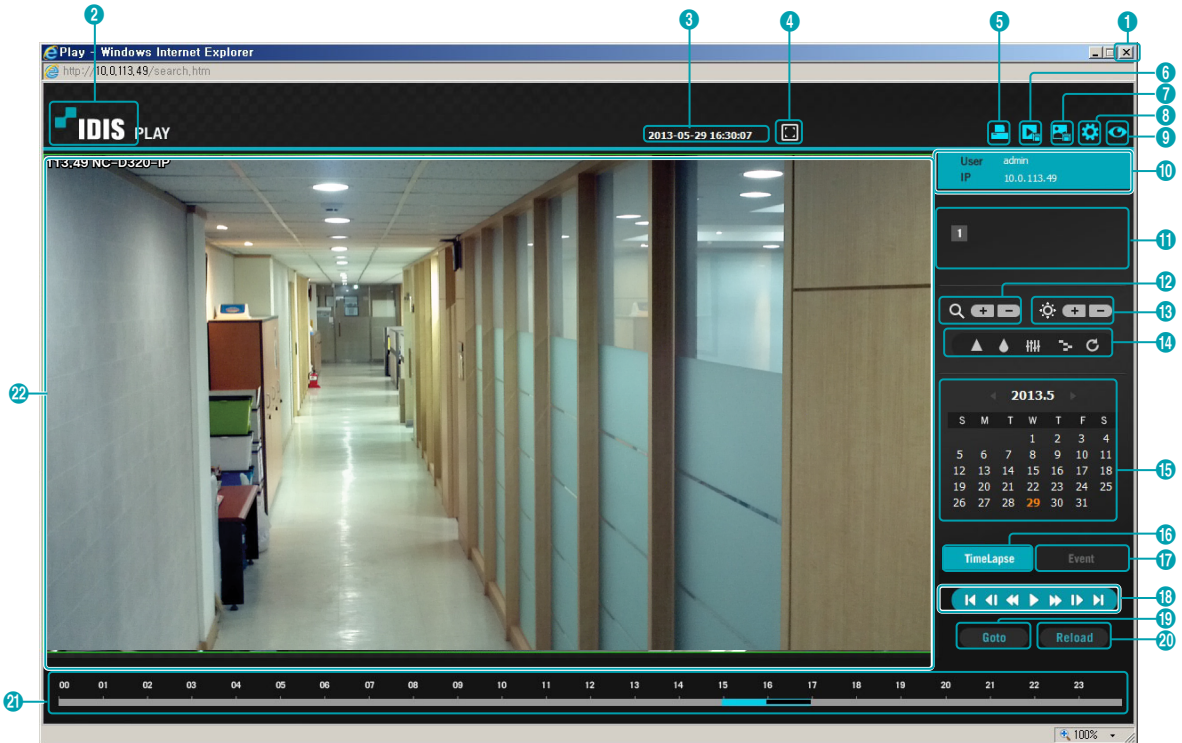 2
3
4
5
1
Play - Windows Internet Explorer
http://10,0,113,49/search,htm
6
7
8
9
IDIS PLAY
2013-05-29 16:30:07
113,49 NC-D320-IP
User admin
IP 10.0.113.49
10
1
11
12
13
14
2013.5
S M T W T F S
1 2 3 4
5 6 7 8 9 10 11
12 13 14 15 16 17 18
19 20 21 22 23 24 25
26 27 28 29 30 31
15
22
16
TimeLapse Event
17
18
19
Goto Reload
20
00 01 02 03 04 05 06 07 08 09 10 11 12 13 14 15 16 17 18 19 20 21 22 23
21
100%